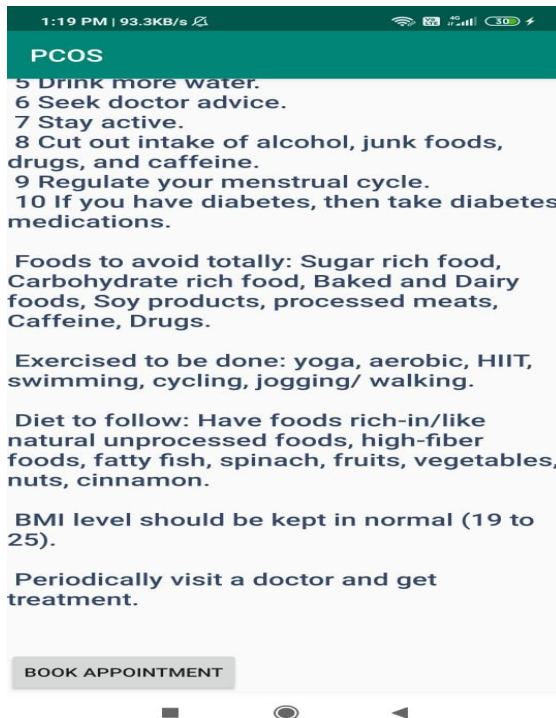 1:19 PM | 93.3KB/s
4G
30
PCOS
5 Drink more water.
6 Seek doctor advice.
7 Stay active.
8 Cut out intake of alcohol, junk foods,
drugs, and caffeine.
9 Regulate your menstrual cycle.
10 If you have diabetes, then take diabetes
medications.
Foods to avoid totally: Sugar rich food,
Carbohydrate rich food, Baked and Dairy
foods, Soy products, processed meats,
Caffeine, Drugs.
Exercised to be done: yoga, aerobic, HIIT,
swimming, cycling, jogging/ walking.
Diet to follow: Have foods rich-in/like
natural unprocessed foods, high-fiber
foods, fatty fish, spinach, fruits, vegetables,
nuts, cinnamon.
BMI level should be kept in normal (19 to
25).
Periodically visit a doctor and get
treatment.
BOOK APPOINTMENT